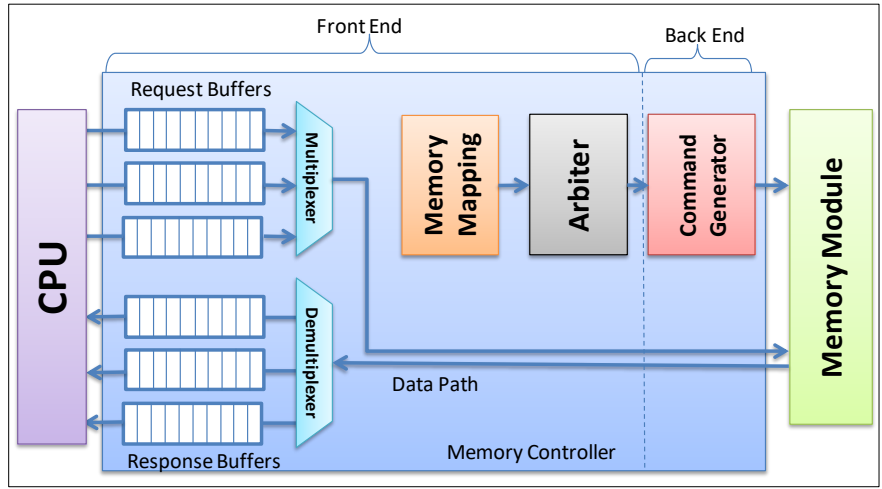 Front End
Back End
Request Buffers
CPU
Multiplexer
Memory
Mapping
Arbiter
Command
Generator
Memory Module
Demultiplexer
Data Path
Response Buffers
Memory Controller